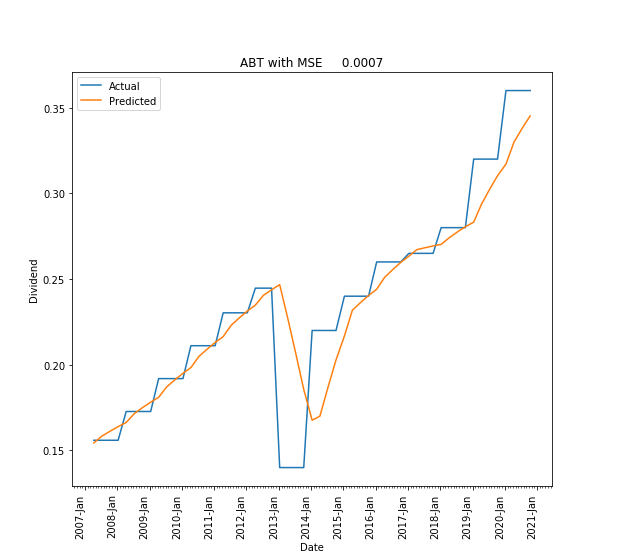 ABT with MSE 0.0007
Actual
Predicted
0.35
0.30
0.25
0.20
0.15
Dividend
2007-Jan
2008-Jan
2009-Jan
2010-Jan
2011-Jan
2012-Jan
2013-Jan
2014-Jan
2015-Jan
2016-Jan
2017-Jan
2018-Jan
2019-Jan
2020-Jan
2021-Jan
Date